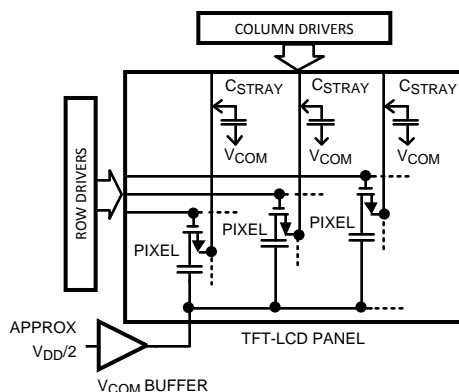 COLUMN DRIVERS
CSTRAY CSTRAY CSTRAY
VCOM VCOM VCOM
ROW DRIVERS
PIXEL PIXEL PIXEL
APPROX
VDD/2
TFT-LCD PANEL
VCOM BUFFER